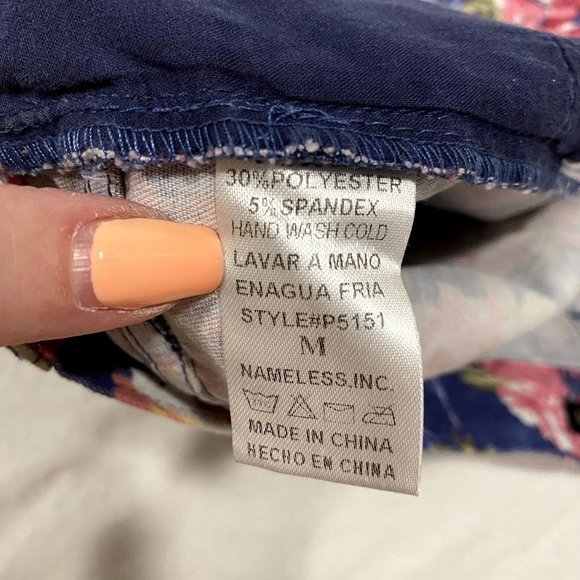 30%POLYESTER
5%SPANDEX
HAND WASH COLD
LAVAR A MANO
ENAGUA FRIA
STYLE#P5151
M
NAMELESS.INC.
MADE IN CHINA
HECHO EN CHINA